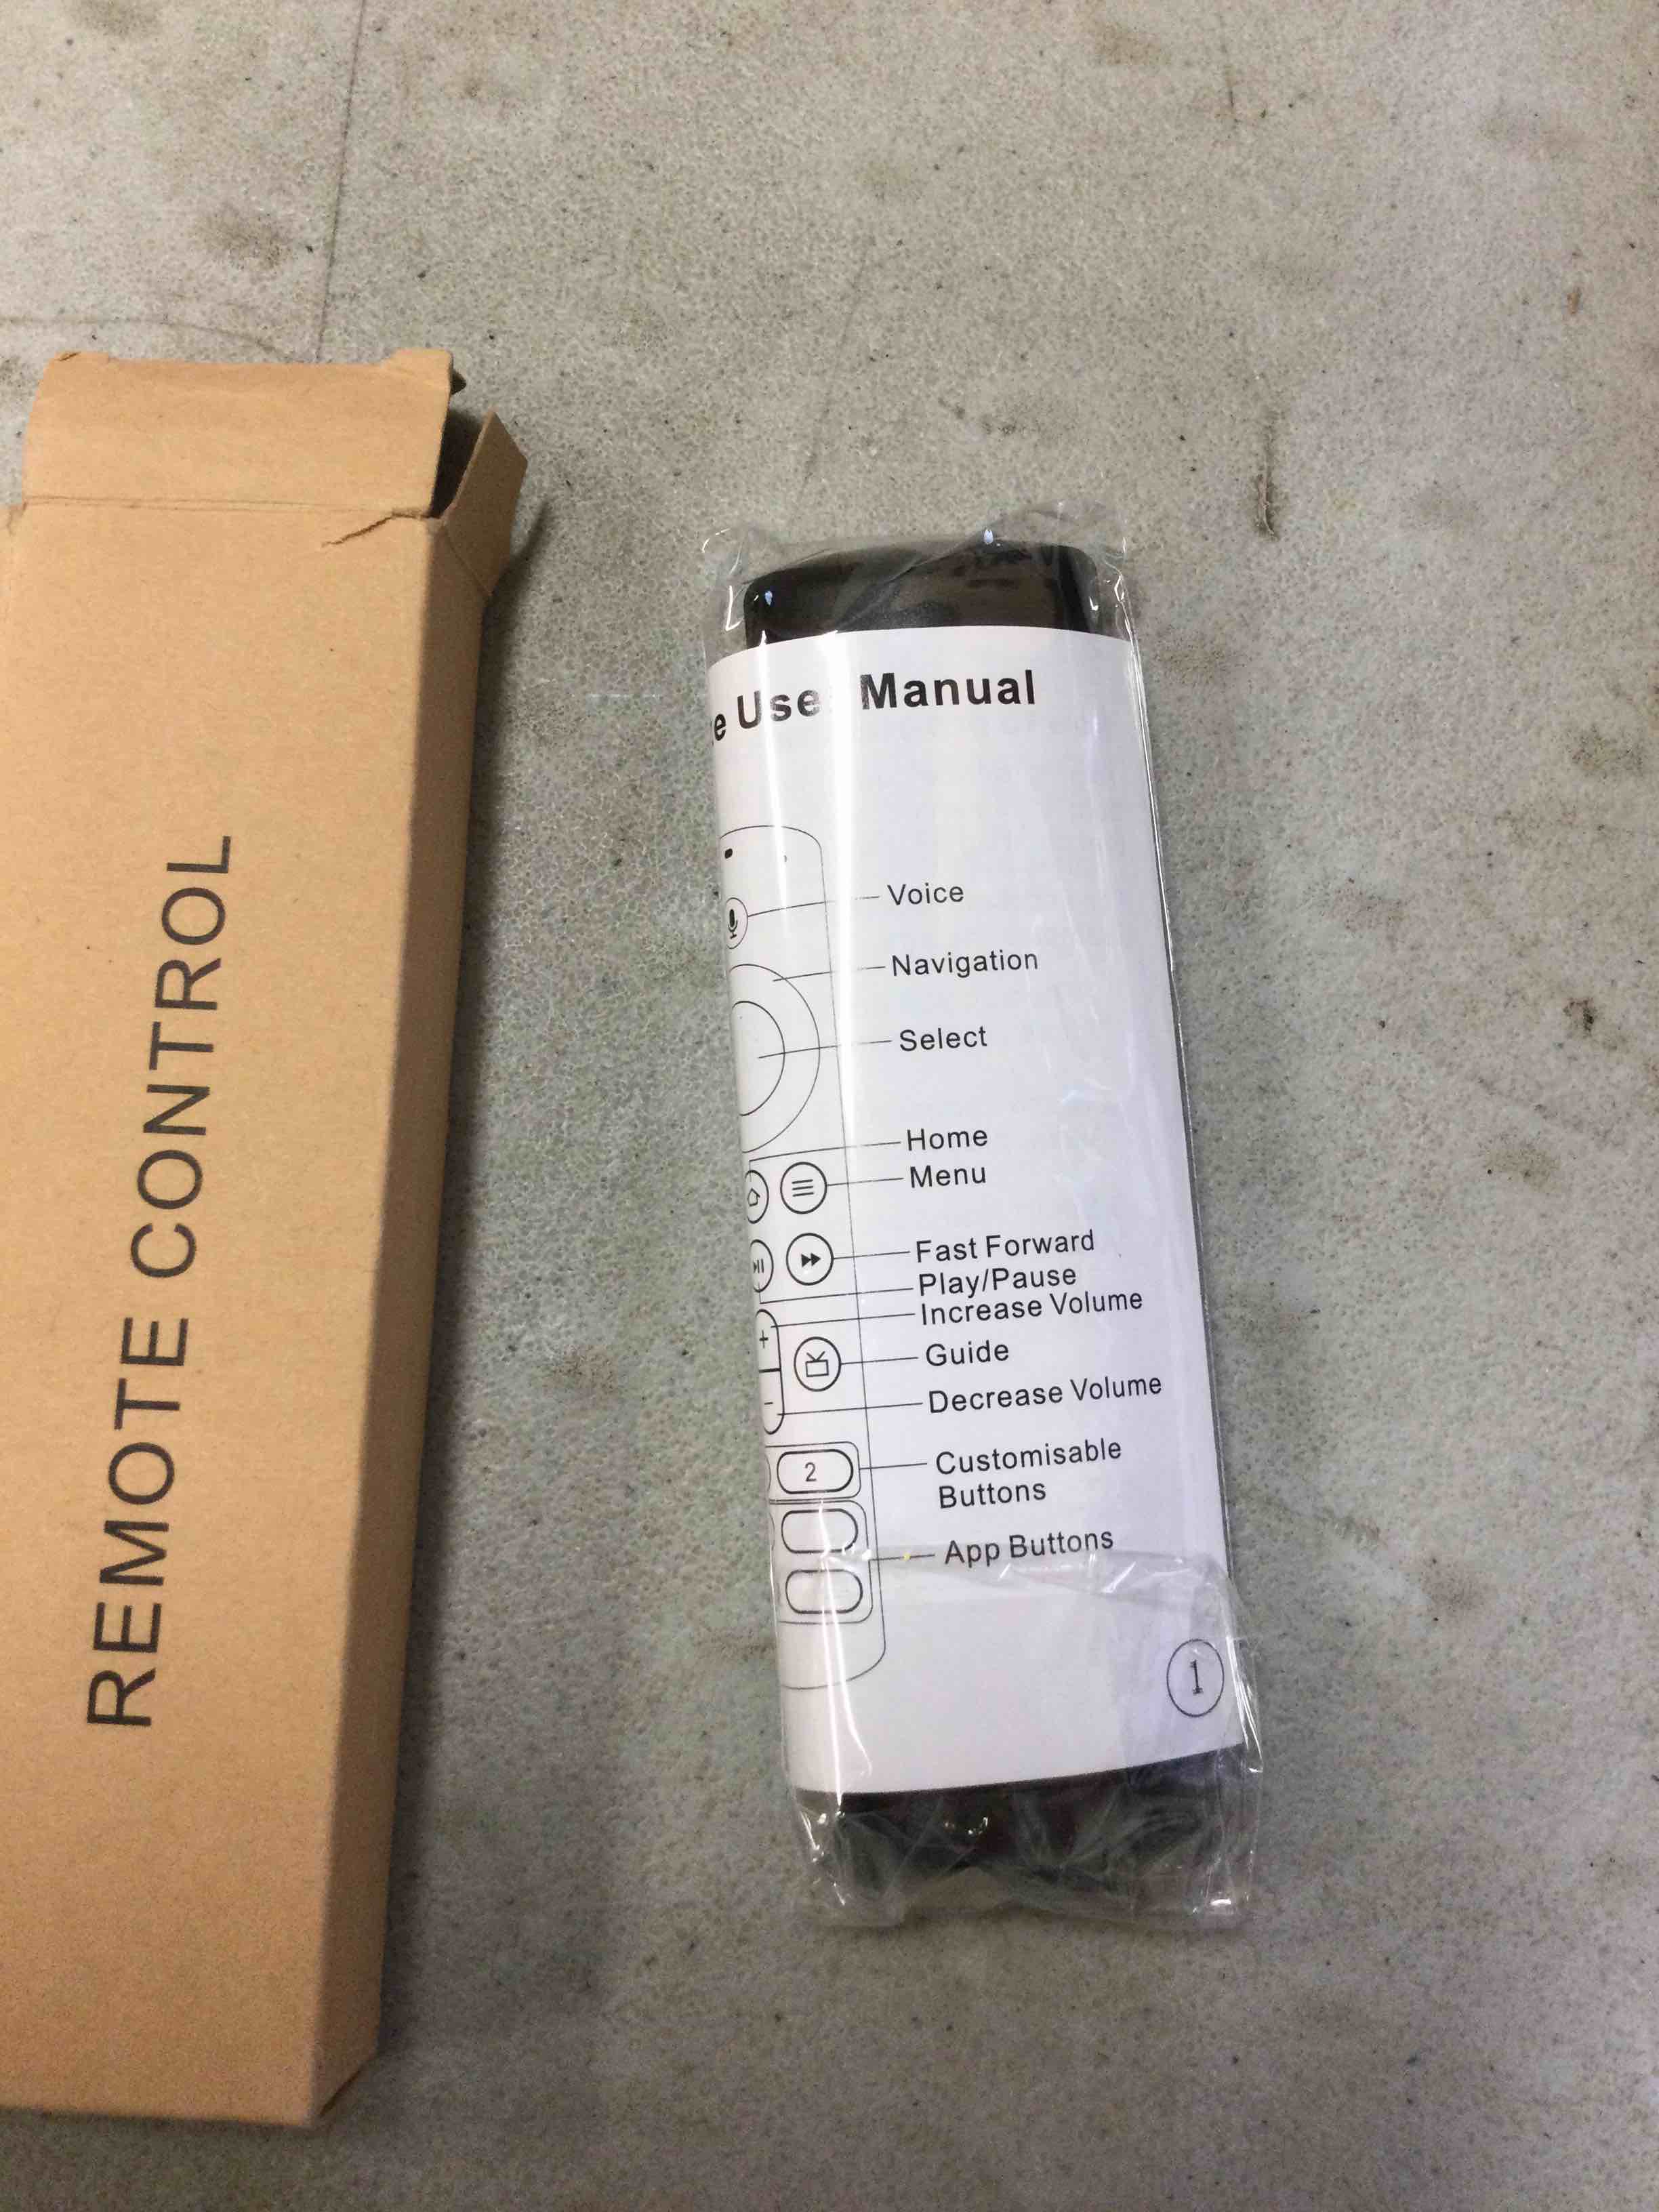 REMOTE CONTROL
e User Manual
Voice
Navigation
Select
Home
Menu
Fast Forward
Play/Pause
Increase Volume
+
Guide
-
Decrease Volume
2
Customisable
Buttons
App Buttons
1